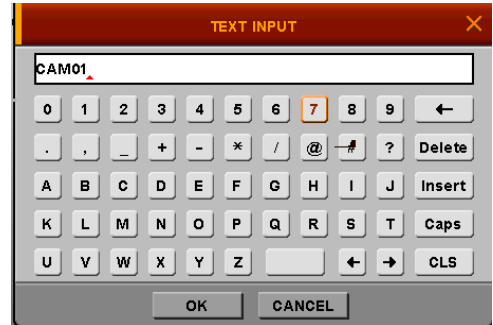 TEXT INPUT
CAM01
0 1 2 3 4 5 6 7 8 9 ←
. , _ + - * / @ # ? Delete
A B C D E F G H I J Insert
K L M N O P Q R S T Caps
U V W X Y Z ← → CLS
OK CANCEL